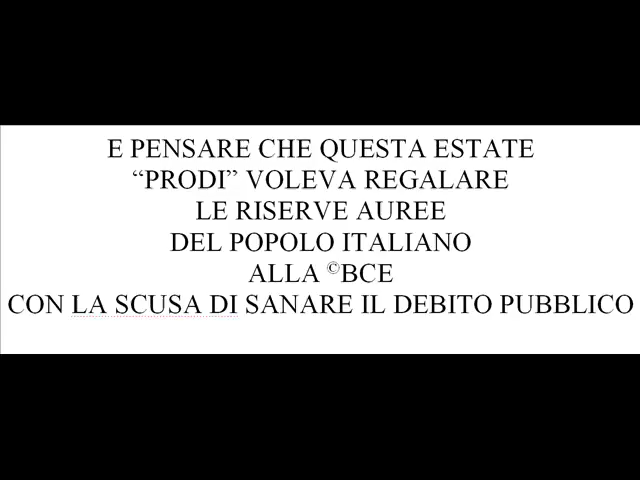 E PENSARE CHE QUESTA ESTATE
“PRODI” VOLEVA REGALARE
LE RISERVE AUREE
DEL POPOLO ITALIANO
ALLA ©BCE
CON LA SCUSA DI SANARE IL DEBITO PUBBLICO